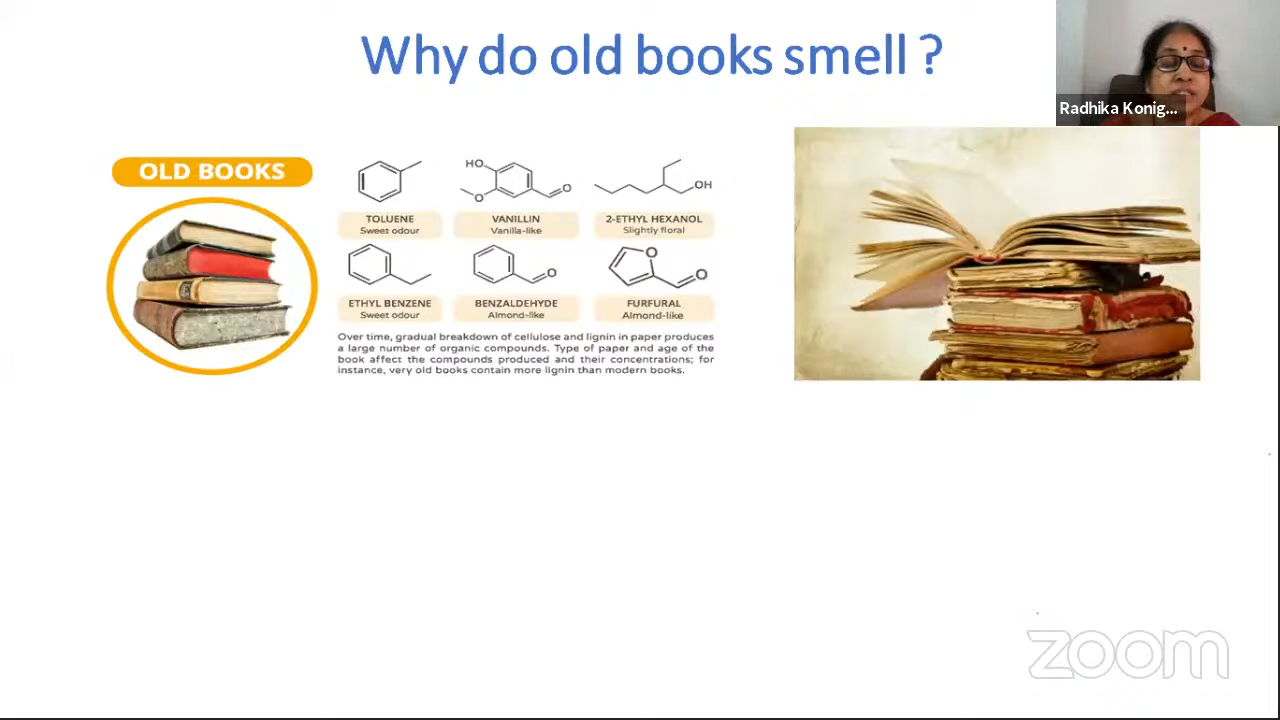 Why do old books smell ?
Radhika Konig...
OLD BOOKS
HO
O
O
OH
TOLUENE
Sweet odour
VANILLIN
Vanilla-like
2-ETHYL HEXANOL
Slightly floral
O
O
O
ETHYL BENZENE
Sweet odour
BENZALDEHYDE
Almond-like
FURFURAL
Almond-like
Over time, gradual breakdown of cellulose and lignin in paper produces
a large number of organic compounds. Type of paper and age of the
book affect the compounds produced and their concentrations; for
instance, very old books contain more lignin than modern books.
zoom